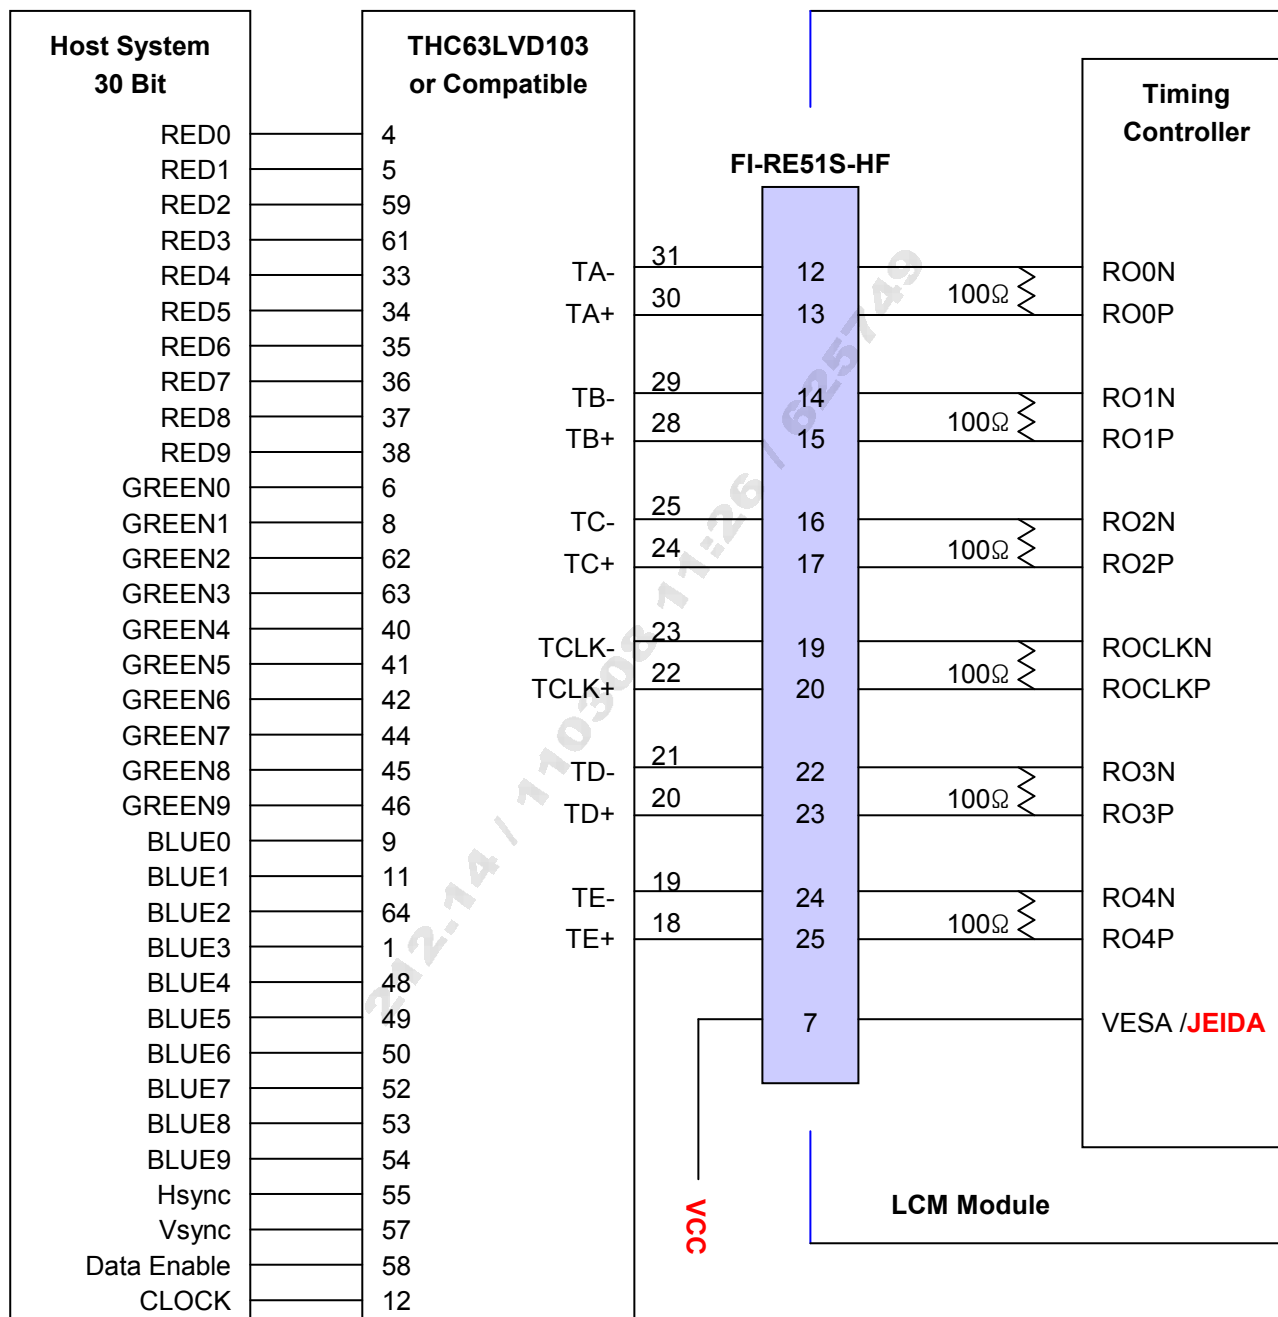 Host System
30 Bit
RED0
RED1
RED2
RED3
RED4
RED5
RED6
RED7
RED8
RED9
GREEN0
GREEN1
GREEN2
GREEN3
GREEN4
GREEN5
GREEN6
GREEN7
GREEN8
GREEN9
BLUE0
BLUE1
BLUE2
BLUE3
BLUE4
BLUE5
BLUE6
BLUE7
BLUE8
BLUE9
Hsync
Vsync
Data Enable
CLOCK
THC63LVD103
or Compatible
4
5
59
61
33
34
35
36
37
38
6
8
62
63
40
41
42
44
45
46
9
11
64
1
48
49
50
52
53
54
55
57
58
12
TA-
TA+
TB-
TB+
TC-
TC+
TCLK-
TCLK+
TD-
TD+
TE-
TE+
31
30
29
28
25
24
23
22
21
20
19
18
FI-RE51S-HF
12
13
14
15
16
17
19
20
22
23
24
25
7
VCC
100Ω
100Ω
100Ω
100Ω
100Ω
100Ω
Timing
Controller
RO0N
RO0P
RO1N
RO1P
RO2N
RO2P
ROCLKN
ROCLKP
RO3N
RO3P
RO4N
RO4P
VESA /JEIDA
LCM Module
212.14 / 110308 11:26 / 625749